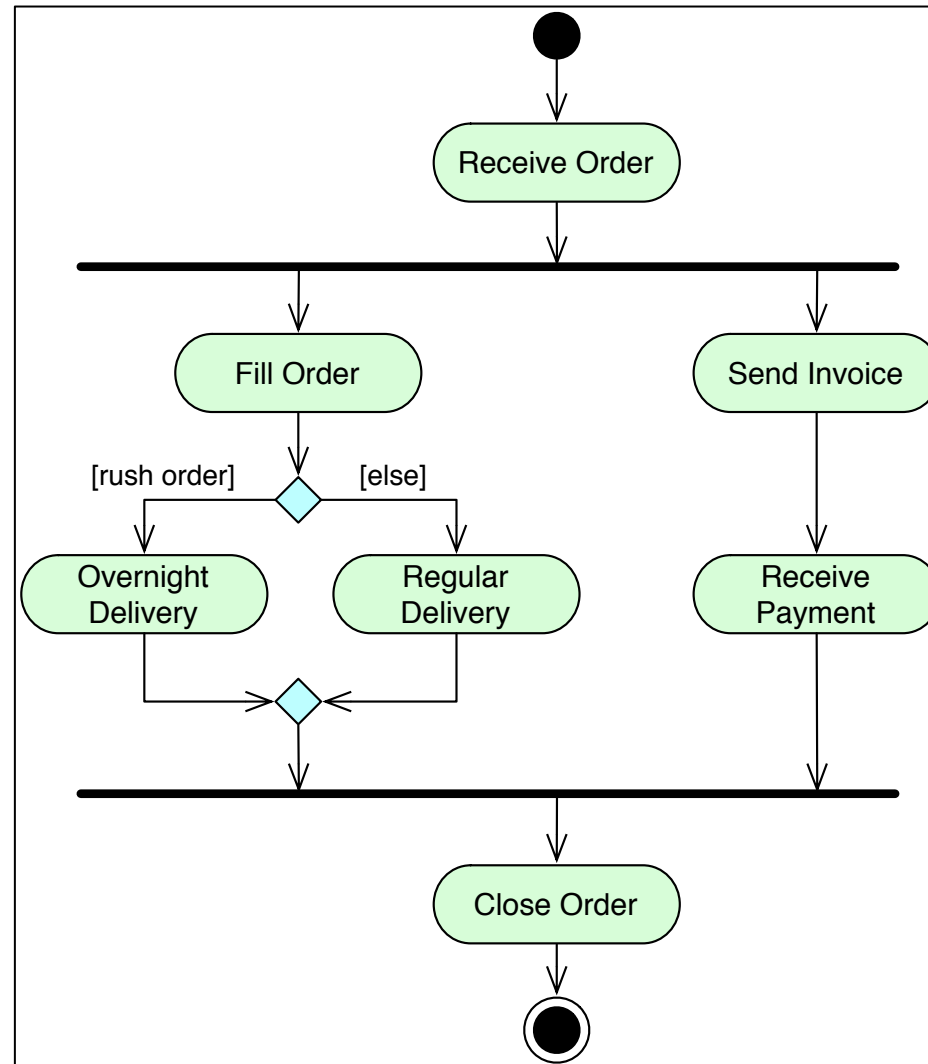 Receive Order
Fill Order
Send Invoice
[rush order]
[else]
Overnight
Delivery
Regular
Delivery
Receive
Payment
Close Order